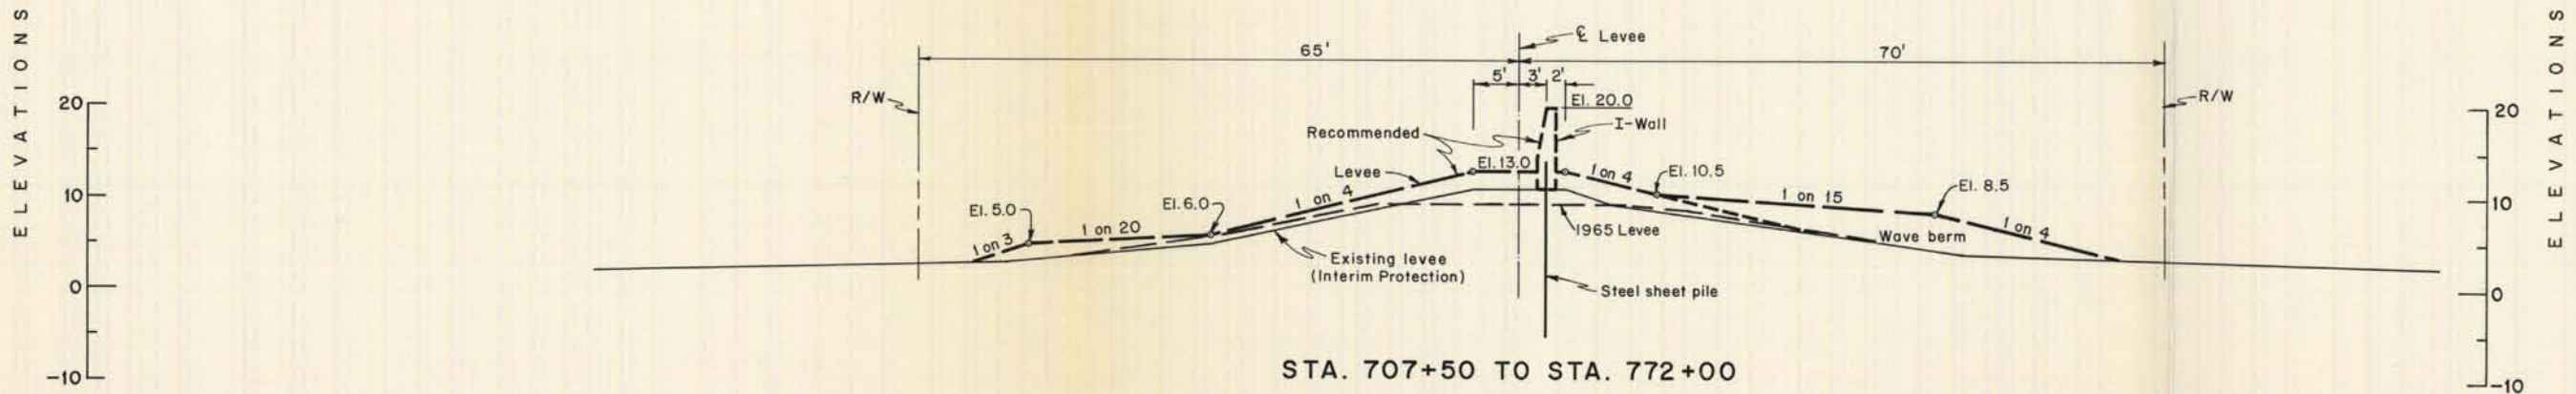 ELEVATIONS
20
10
0
-10
R/W
65'
℄ Levee
70'
5'
3'
2'
El. 20.0
I-Wall
Recommended
El. 13.0
Levee
1 on 4
El. 6.0
El. 5.0
1 on 20
1 on 3
Existing levee
(Interim Protection)
1 on 4
El. 10.5
1 on 15
El. 8.5
1 on 4
1965 Levee
Wave berm
Steel sheet pile
R/W
STA. 707+50 TO STA. 772+00
20
10
0
-10
ELEVATIONS